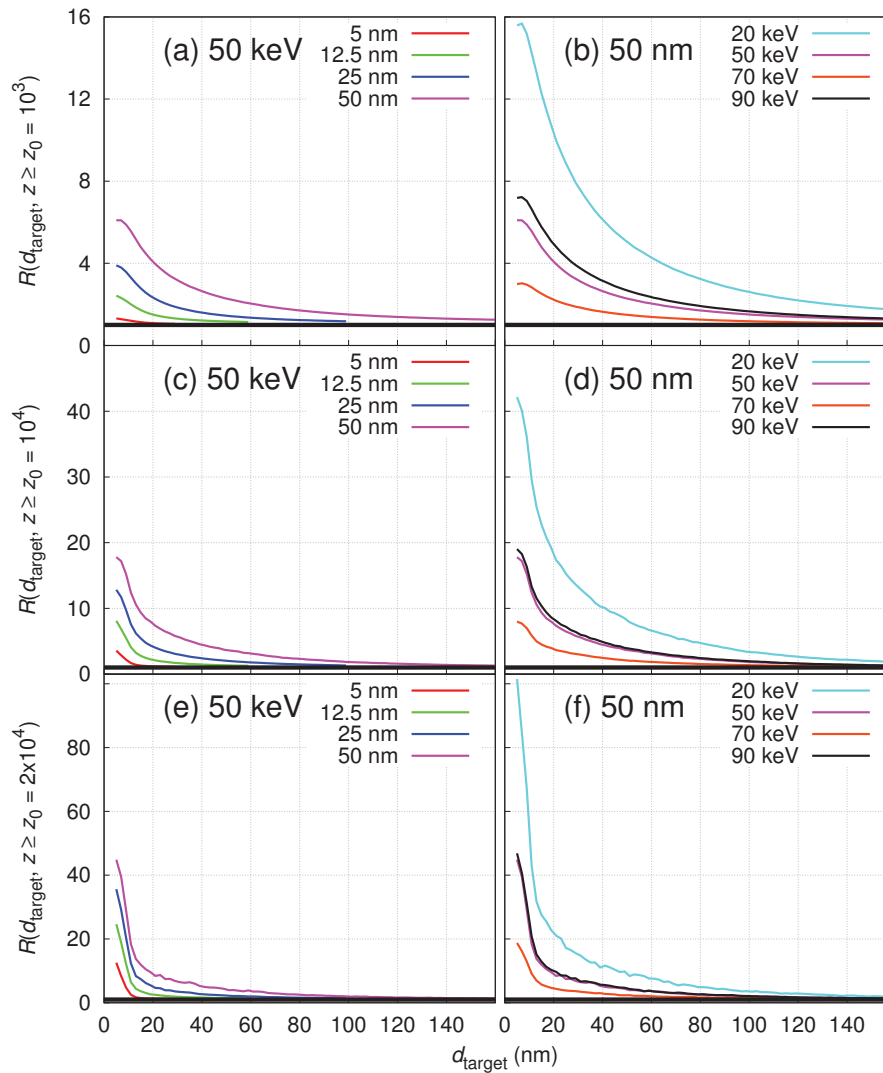 16
12
8
4
0
R(d_target, z ≥ z_0 = 10^3)
(a) 50 keV
5 nm
12.5 nm
25 nm
50 nm
(b) 50 nm
20 keV
50 keV
70 keV
90 keV
40
30
20
10
0
R(d_target, z ≥ z_0 = 10^4)
(c) 50 keV
5 nm
12.5 nm
25 nm
50 nm
(d) 50 nm
20 keV
50 keV
70 keV
90 keV
80
60
40
20
0
R(d_target, z ≥ z_0 = 2x10^4)
(e) 50 keV
5 nm
12.5 nm
25 nm
50 nm
(f) 50 nm
20 keV
50 keV
70 keV
90 keV
0 20 40 60 80 100 120 140 0 20 40 60 80 100 120 140
d_target (nm)